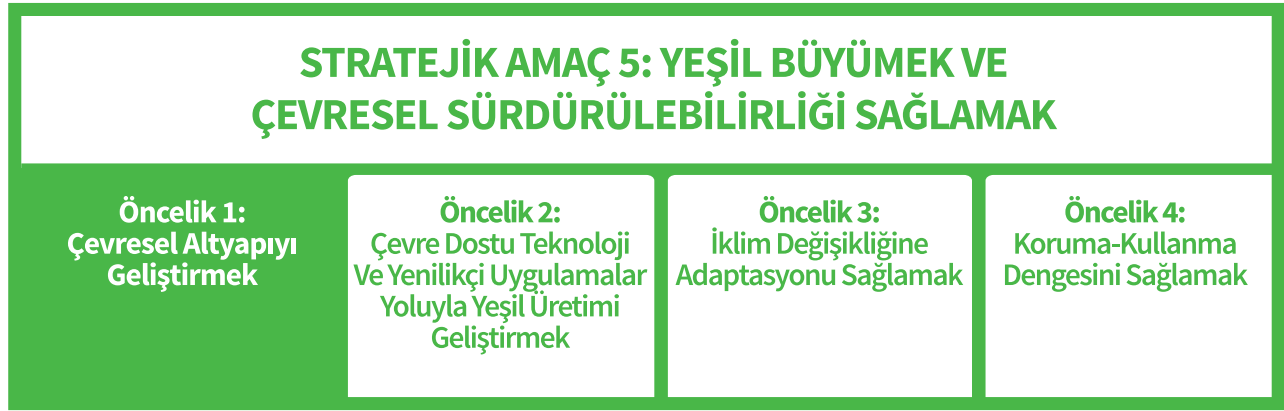 STRATEJİK AMAÇ 5: YEŞİL BÜYÜMEK VE
ÇEVRESEL SÜRDÜRÜLEBİLİRLİĞİ SAĞLAMAK
Öncelik 1:
Çevresel Altyapıyı
Geliştirmek
Öncelik 2:
Çevre Dostu Teknoloji
Ve Yenilikçi Uygulamalar
Yoluyla Yeşil Üretimi
Geliştirmek
Öncelik 3:
İklim Değişikliğine
Adaptasyonu Sağlamak
Öncelik 4:
Koruma-Kullanma
Dengesini Sağlamak